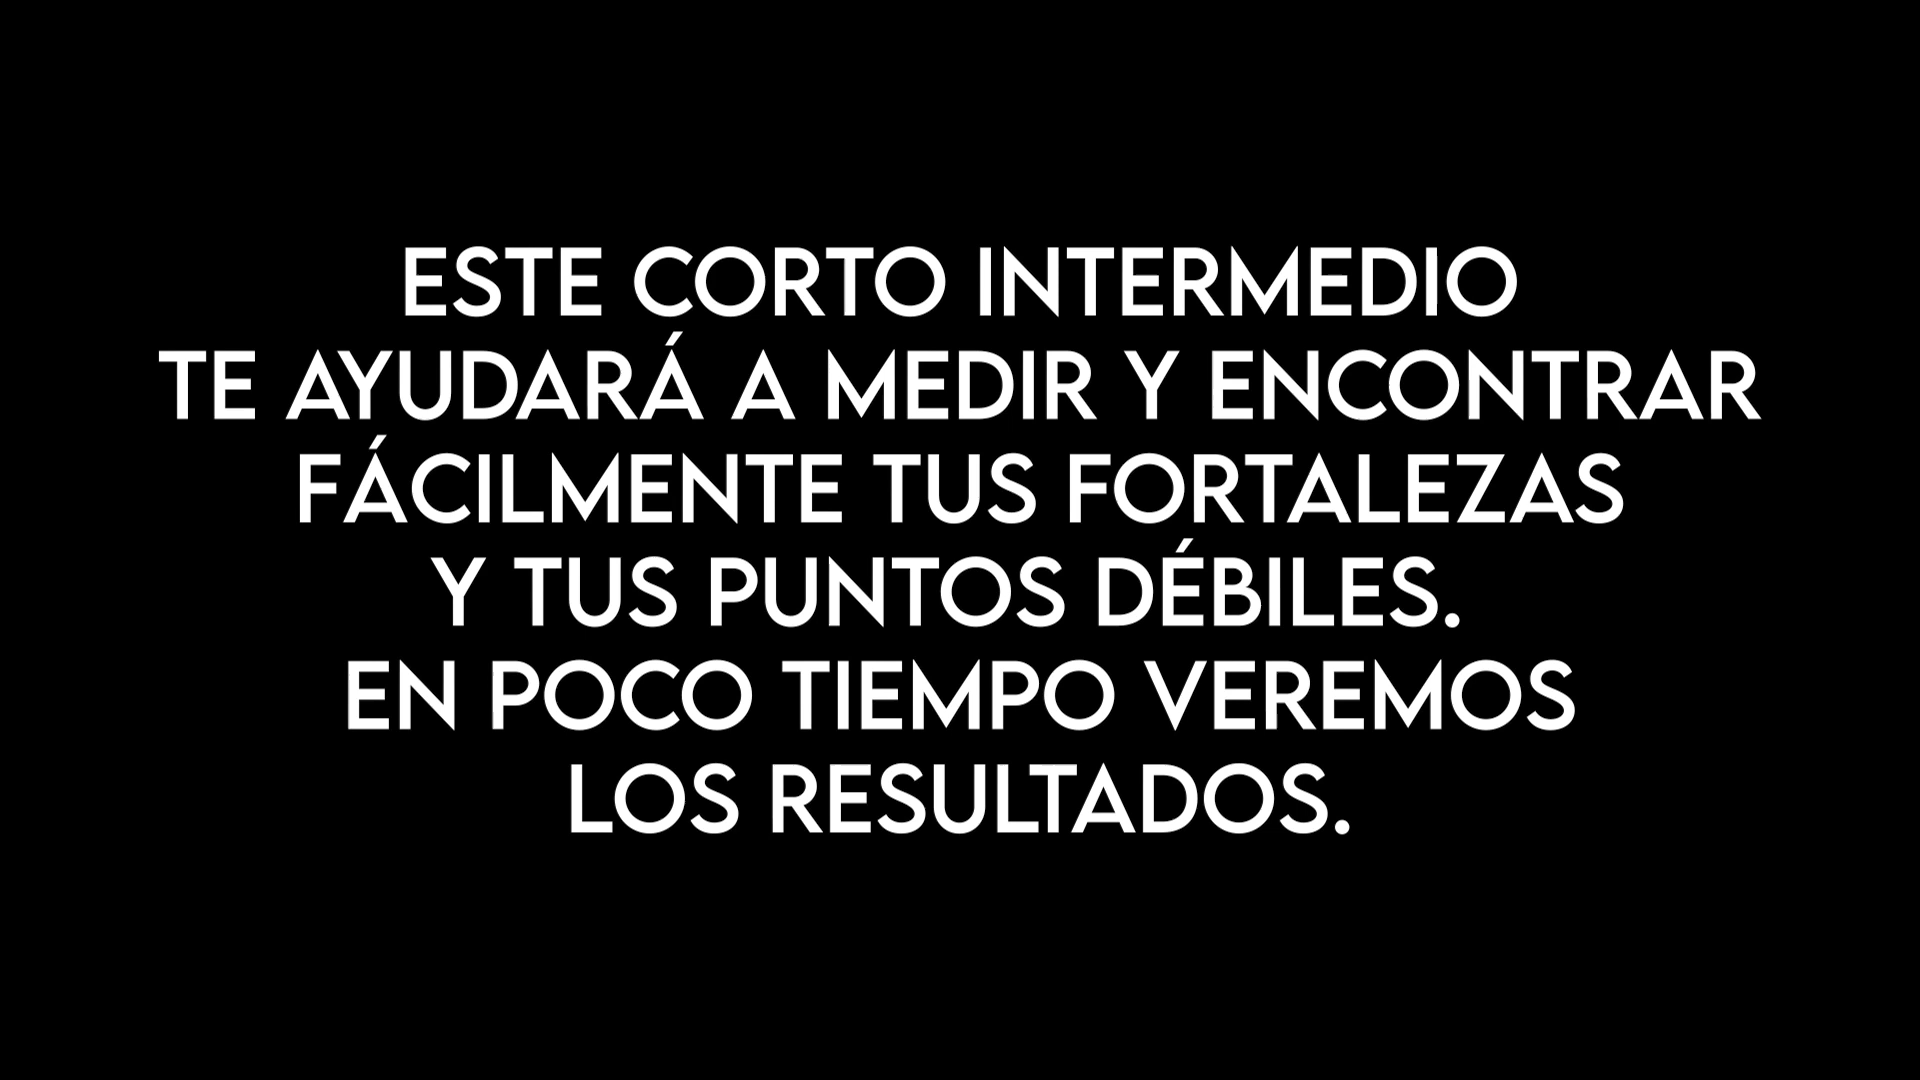 ESTE CORTO INTERMEDIO
TE AYUDARÁ A MEDIR Y ENCONTRAR
FÁCILMENTE TUS FORTALEZAS
Y TUS PUNTOS DÉBILES.
EN POCO TIEMPO VEREMOS
LOS RESULTADOS.